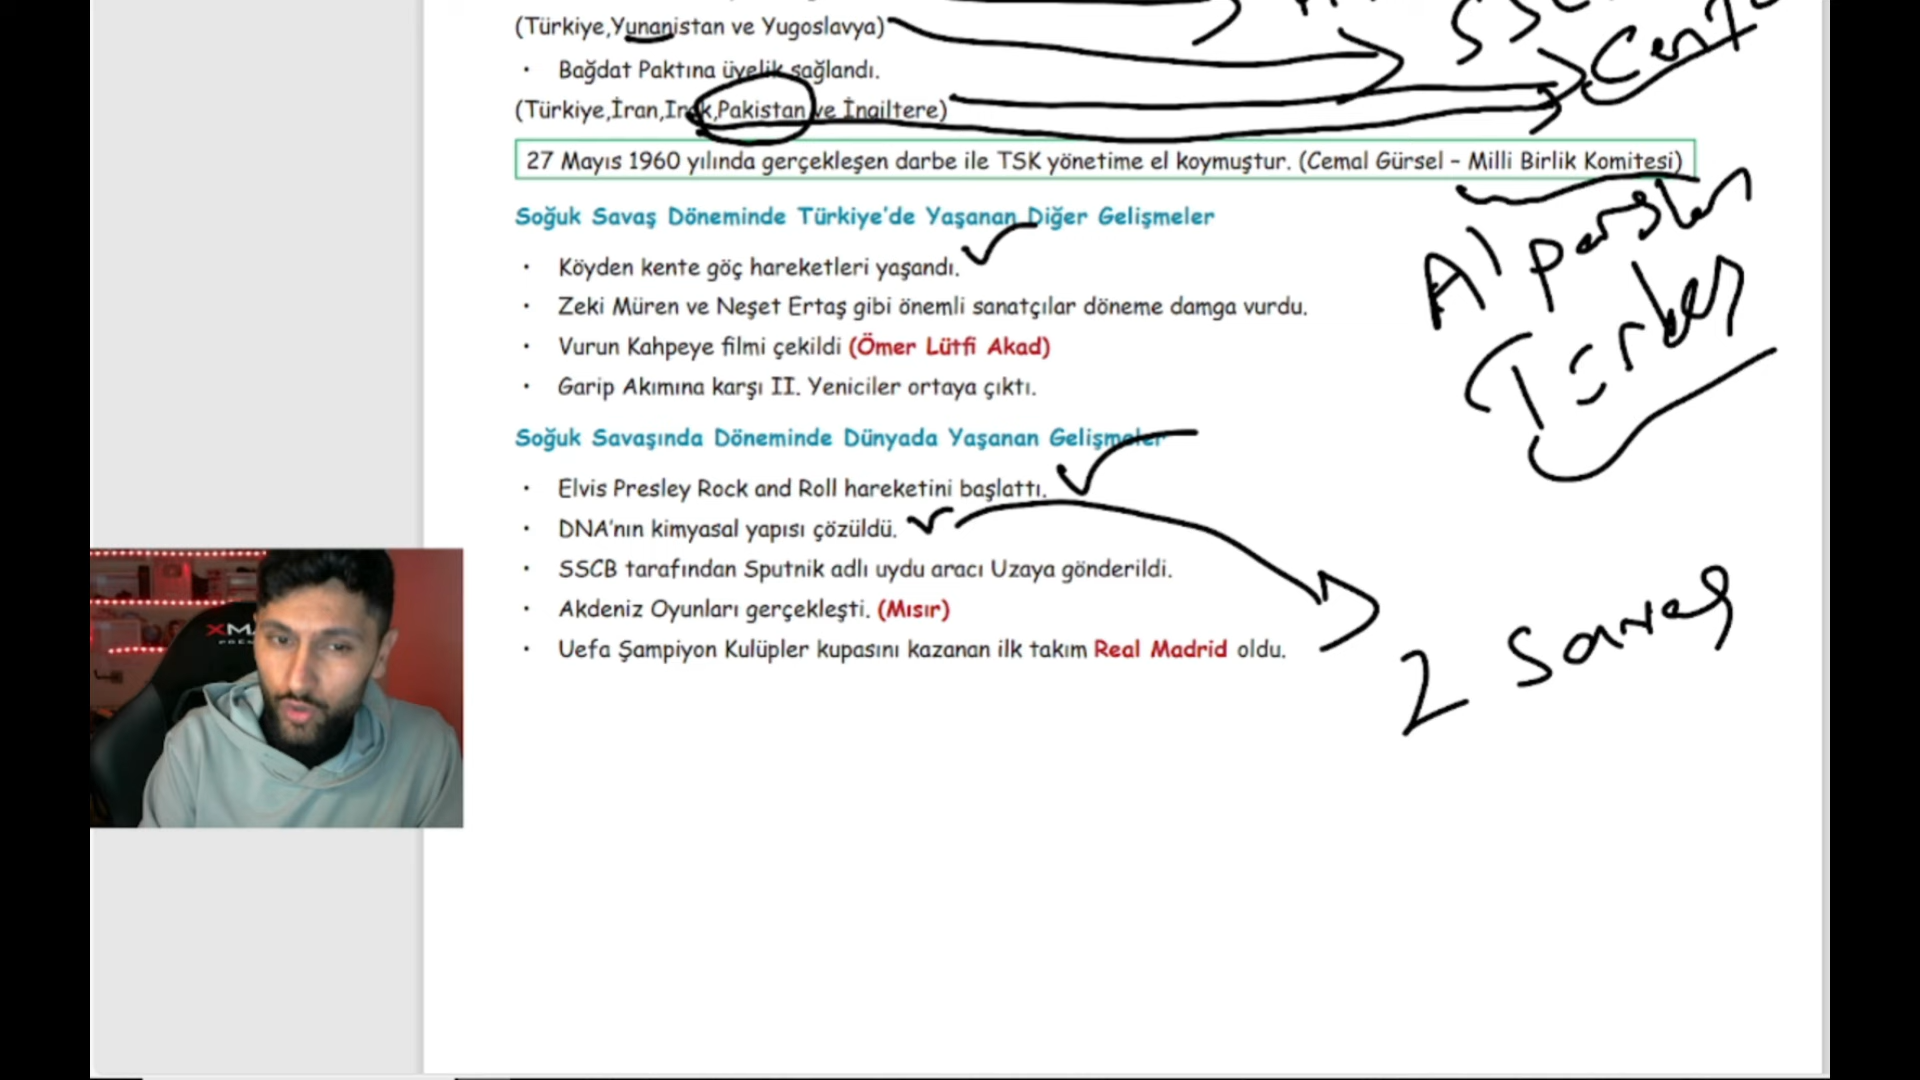 (Türkiye,Yunanistan ve Yugoslavya)
Cento
• Bağdat Paktına üyelik sağlandı.
(Türkiye,İran,Irak,Pakistan ve İngiltere)
27 Mayıs 1960 yılında gerçekleşen darbe ile TSK yönetime el koymuştur. (Cemal Gürsel – Milli Birlik Komitesi)
Alparslan
Türkeş
Soğuk Savaş Döneminde Türkiye'de Yaşanan Diğer Gelişmeler
• Köyden kente göç hareketleri yaşandı.
• Zeki Müren ve Neşet Ertaş gibi önemli sanatçılar döneme damga vurdu.
• Vurun Kahpeye filmi çekildi (Ömer Lütfi Akad)
• Garip Akımına karşı II. Yeniciler ortaya çıktı.
Soğuk Savaşında Döneminde Dünyada Yaşanan Gelişmeler
• Elvis Presley Rock and Roll hareketini başlattı.
• DNA'nın kimyasal yapısı çözüldü.
• SSCB tarafından Sputnik adlı uydu aracı Uzaya gönderildi.
• Akdeniz Oyunları gerçekleşti. (Mısır)
• Uefa Şampiyon Kulüpler kupasını kazanan ilk takım Real Madrid oldu.
2 Savaş